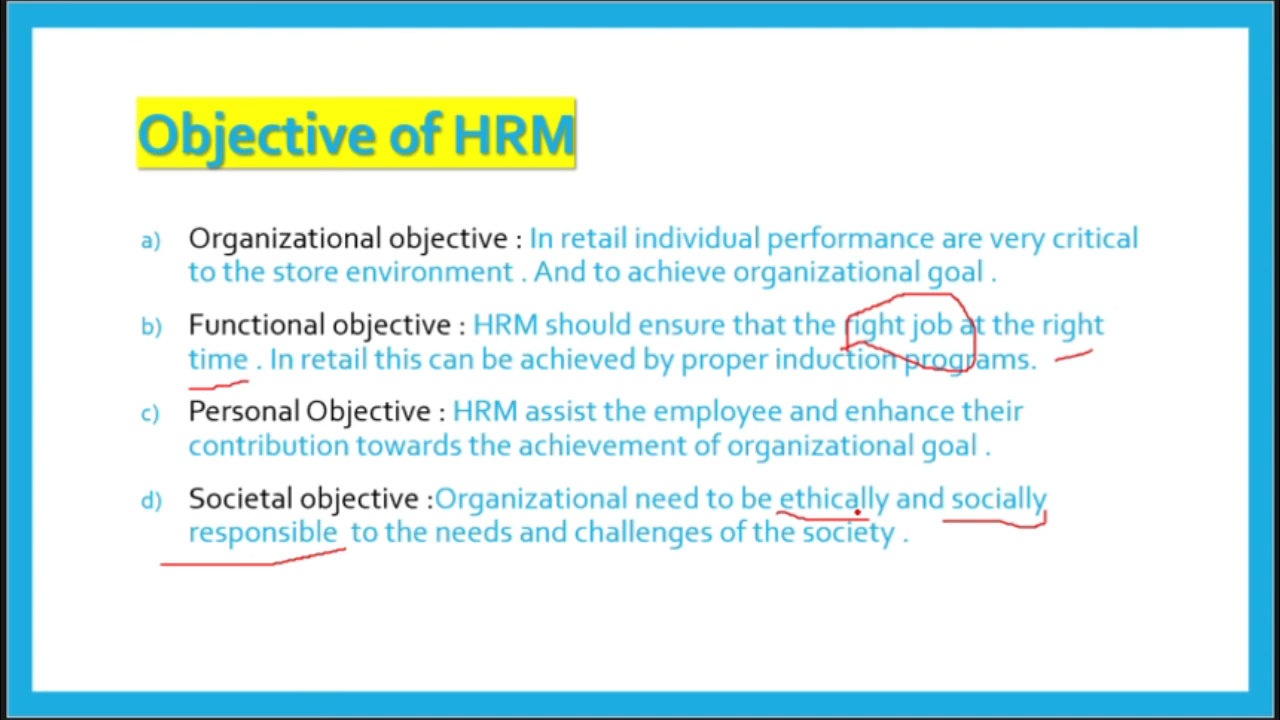 Objective of HRM
a) Organizational objective : In retail individual performance are very critical
to the store environment . And to achieve organizational goal .
b) Functional objective : HRM should ensure that the right job at the right
time . In retail this can be achieved by proper induction programs.
c) Personal Objective : HRM assist the employee and enhance their
contribution towards the achievement of organizational goal .
d) Societal objective :Organizational need to be ethically and socially
responsible to the needs and challenges of the society .